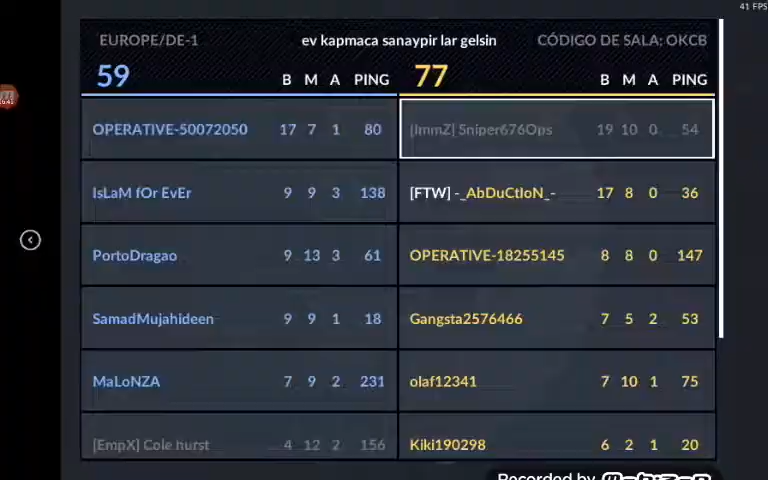 41 FPS
EUROPE/DE-1 ev kapmaca sanaypir lar gelsin CÓDIGO DE SALA: OKCB
59 B M A PING 77 B M A PING
OPERATIVE-50072050 17 7 1 80 [ImmZ] Sniper676Ops 19 10 0 54
IsLaM fOr EvEr 9 9 3 138 [FTW] -_AbDuCtIoN_- 17 8 0 36
PortoDragao 9 13 3 61 OPERATIVE-18255145 8 8 0 147
SamadMujahideen 9 9 1 18 Gangsta2576466 7 5 2 53
MaLoNZA 7 9 2 231 olaf12341 7 10 1 75
[EmpX] Cole hurst 4 12 2 156 Kiki190298 6 2 1 20
Recorded by